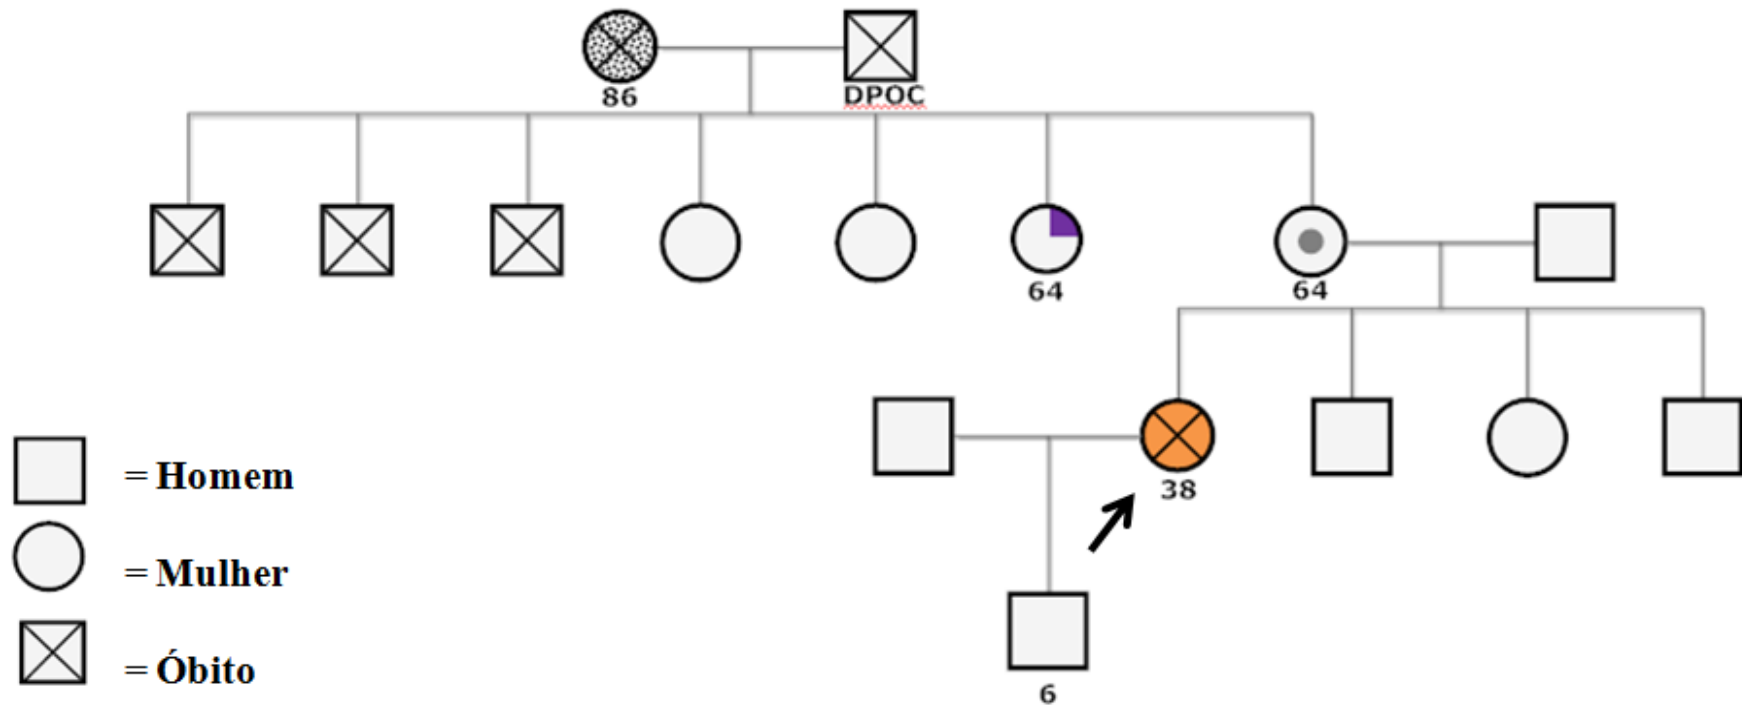 86
DPOC
64
64
38
= Homem
= Mulher
= Óbito
6